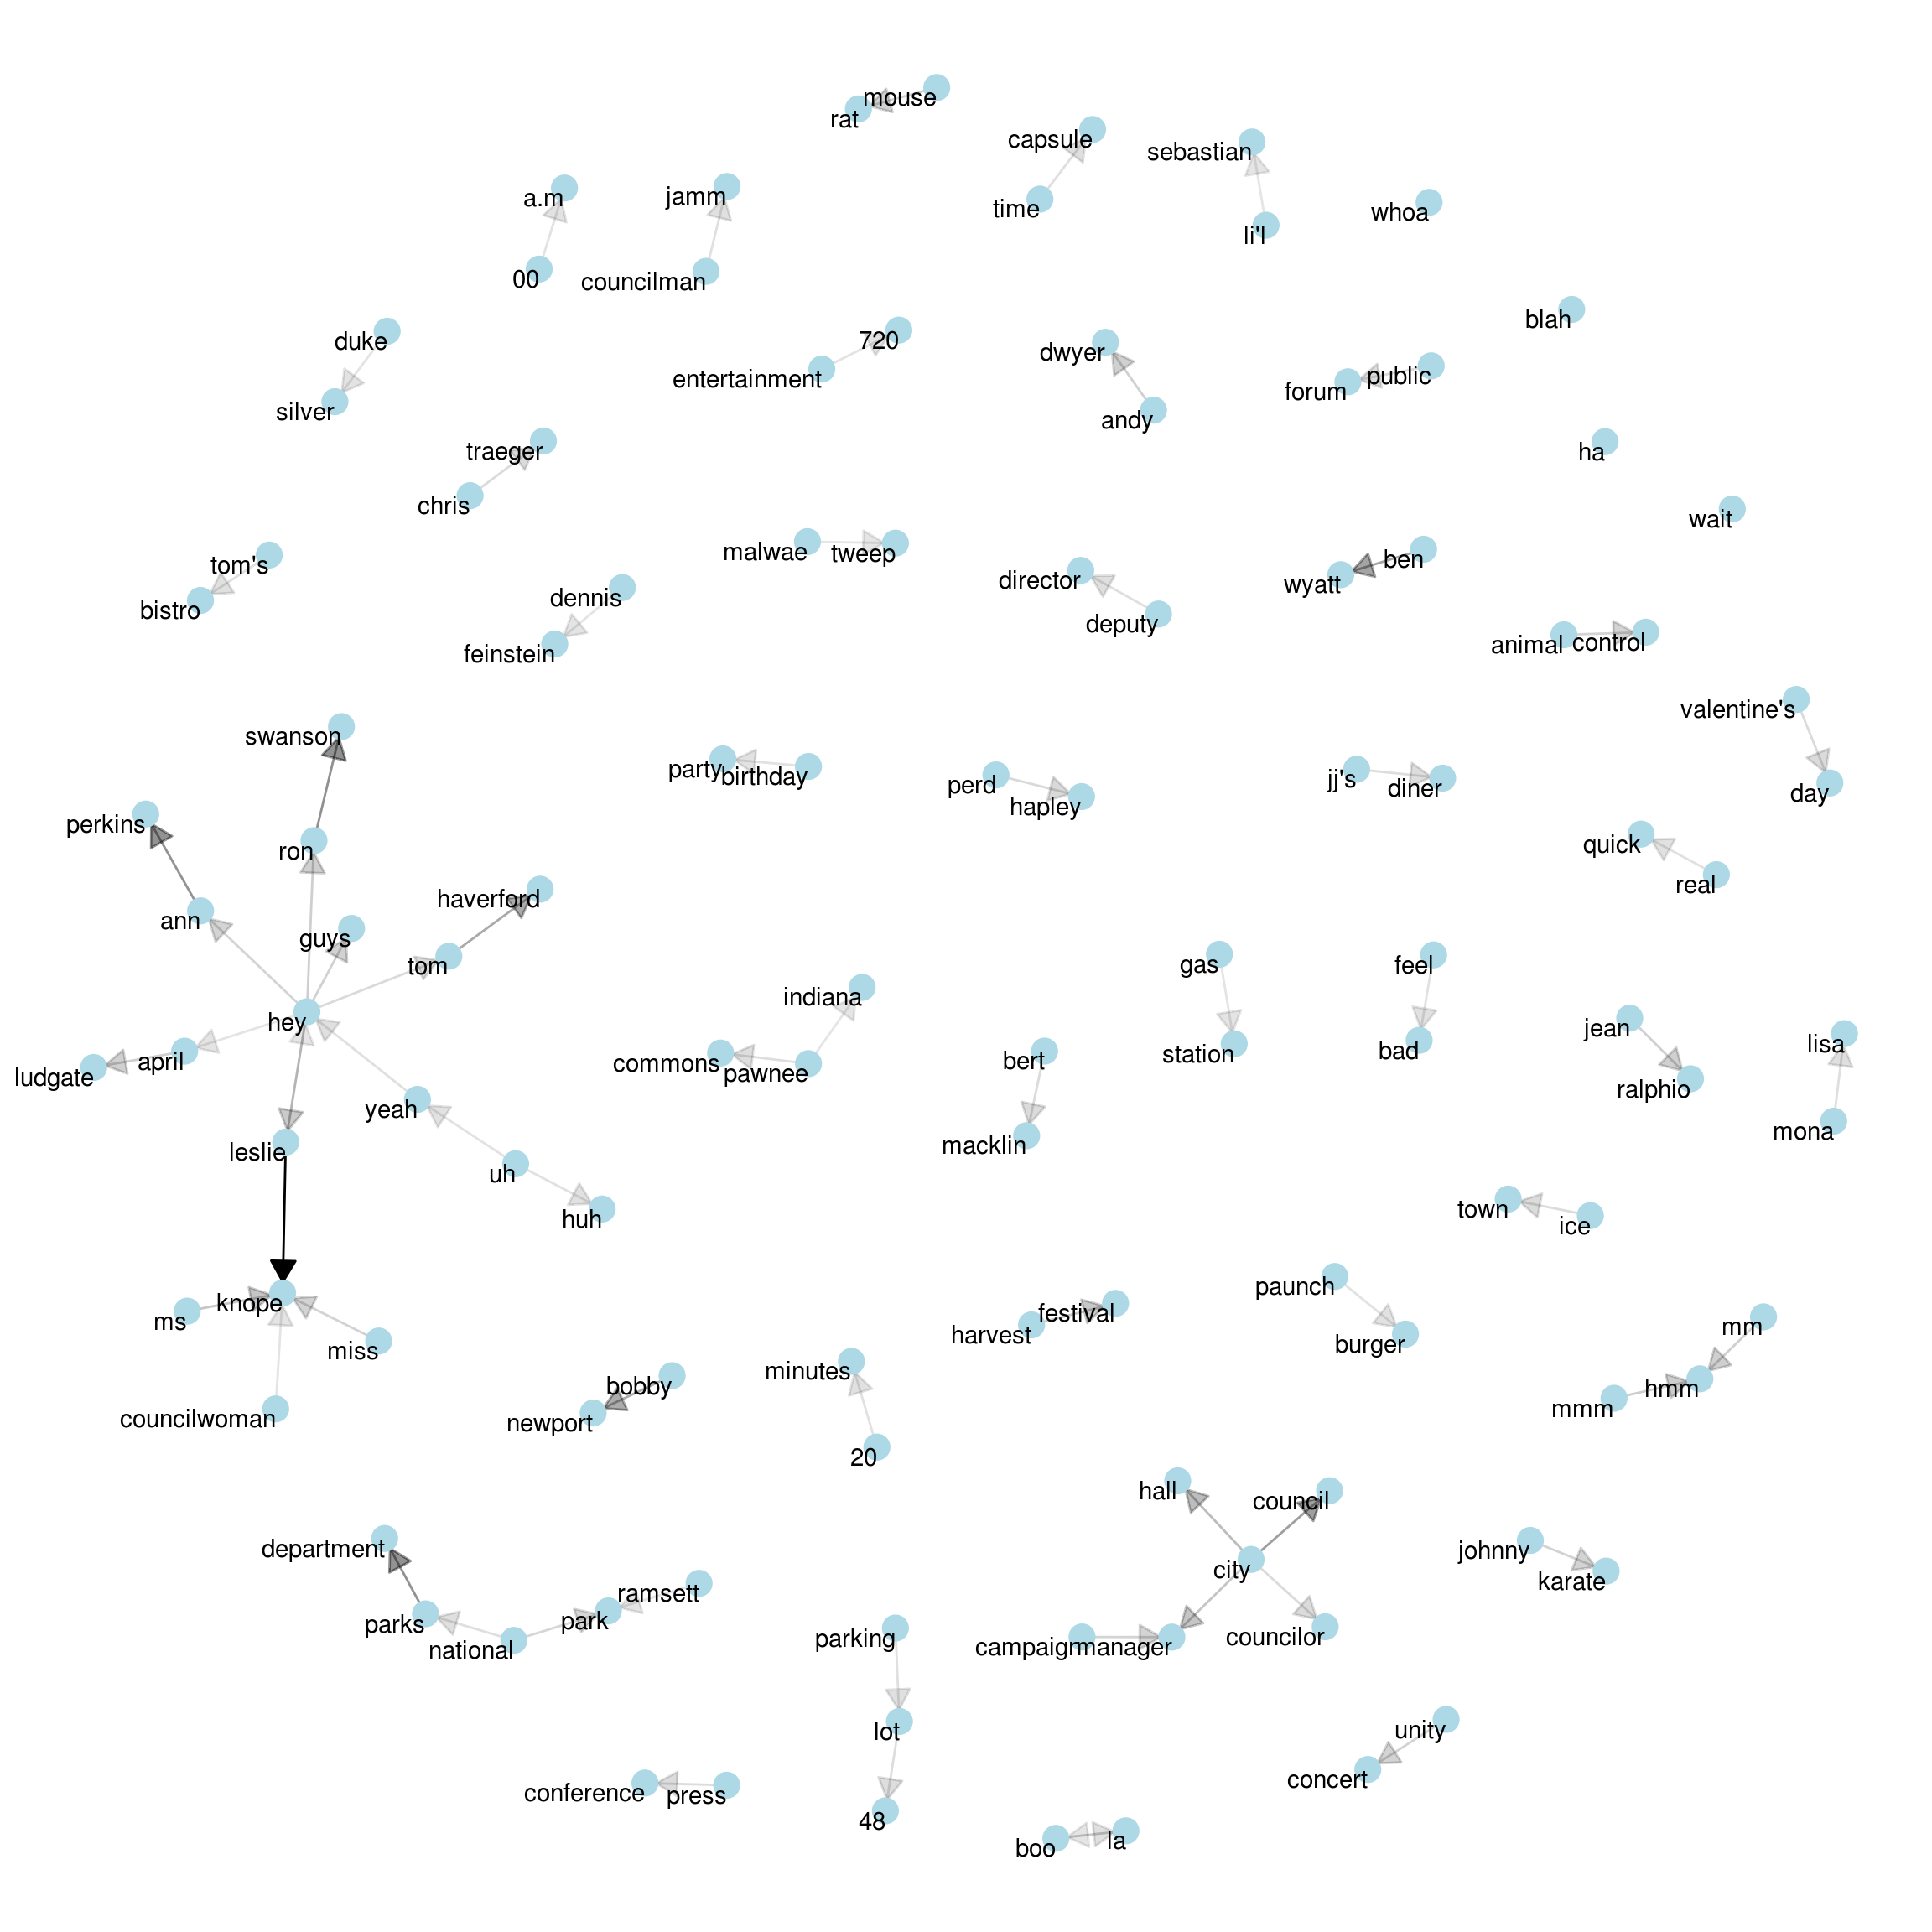 mouse
rat
capsule
sebastian
a.m
jamm
time
whoa
li'l
00
councilman
blah
duke
720
dwyer
entertainment
public
forum
silver
andy
traeger
ha
chris
wait
tom's
malwae
tweep
ben
director
wyatt
bistro
dennis
deputy
animal
control
feinstein
valentine's
swanson
party
birthday
jj's
perd
diner
day
hapley
perkins
quick
ron
real
haverford
ann
guys
tom
gas
feel
indiana
hey
jean
lisa
commons
station
bad
april
bert
pawnee
ludgate
ralphio
yeah
mona
macklin
leslie
uh
town
huh
ice
paunch
knope
festival
ms
harvest
mm
burger
miss
minutes
bobby
hmm
mmm
councilwoman
newport
20
hall
council
department
johnny
city
karate
ramsett
park
parks
parking
councilor
campaign
manager
national
unity
lot
concert
conference
press
48
la
boo